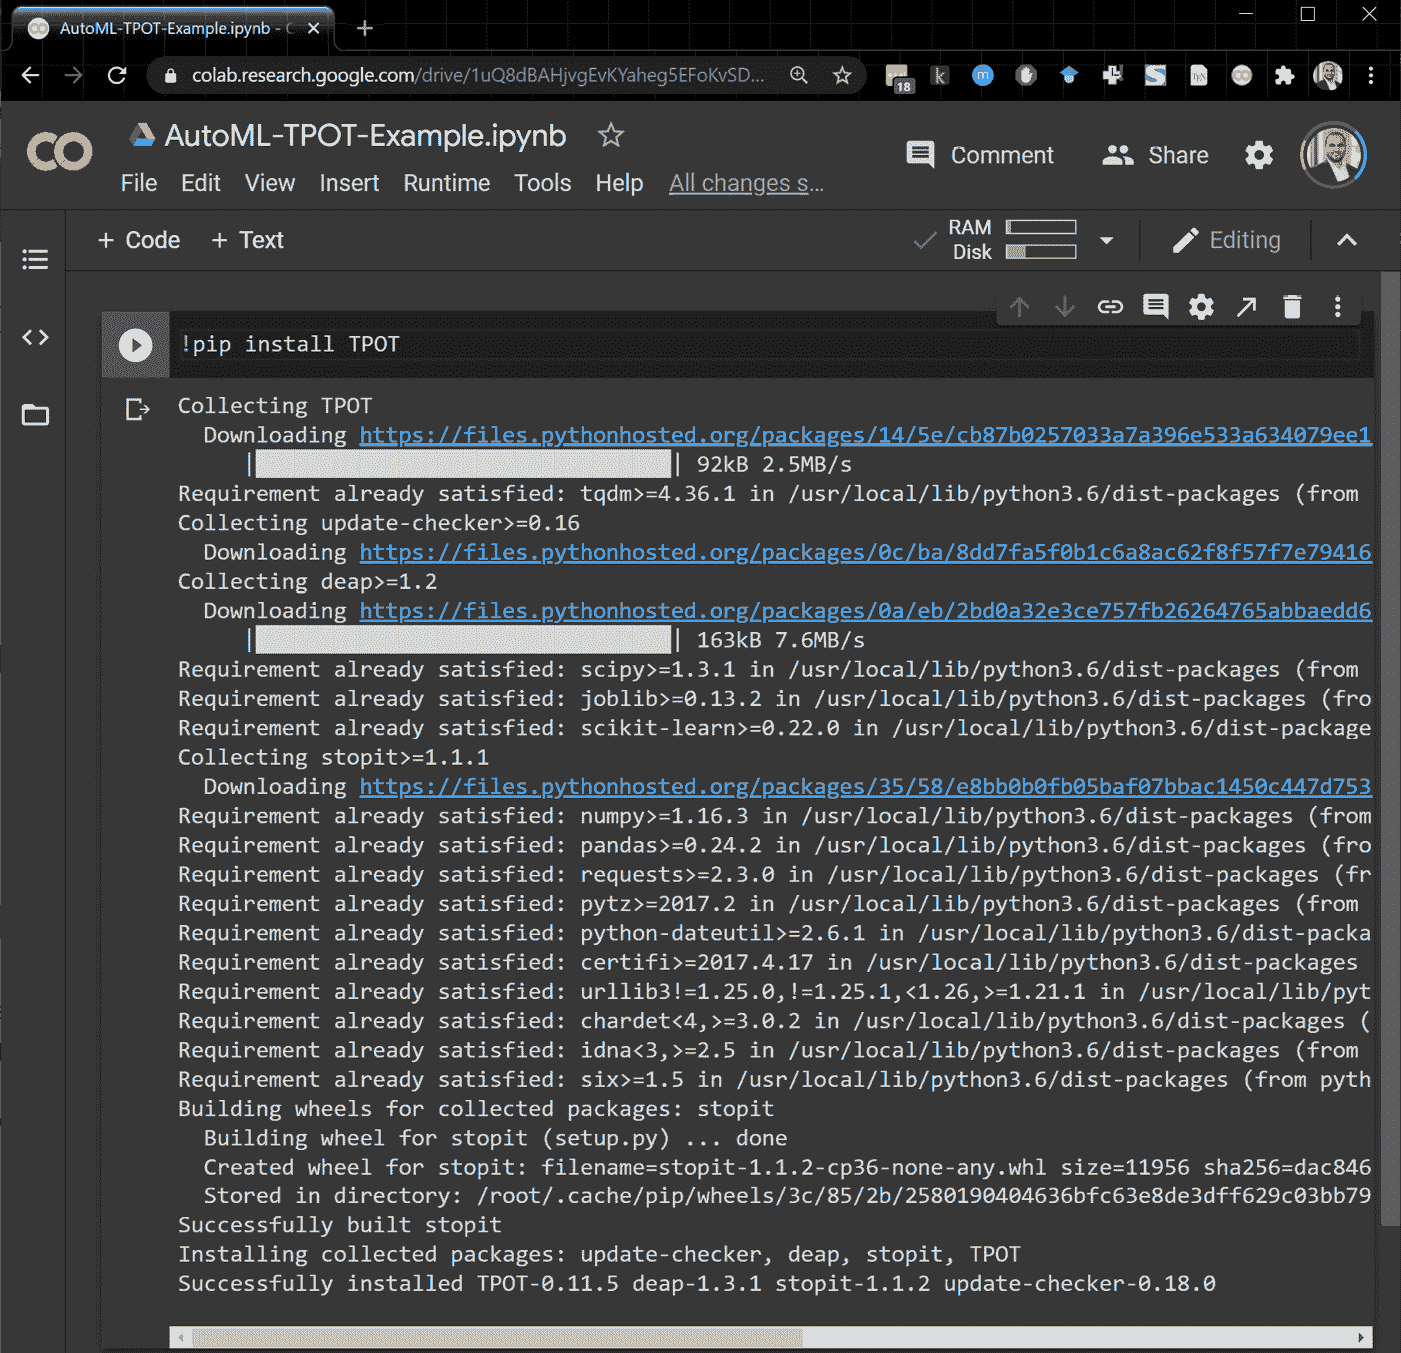 AutoML-TPOT-Example.ipynb - C
colab.research.google.com/drive/1uQ8dBAHjvgEvKYaheg5EFoKvSD...
18
k
m
AutoML-TPOT-Example.ipynb
Comment
Share
File Edit View Insert Runtime Tools Help All changes s...
+ Code + Text
RAM
Disk
Editing
!pip install TPOT
Collecting TPOT
Downloading https://files.pythonhosted.org/packages/14/5e/cb87b0257033a7a396e533a634079ee1
| | 92kB 2.5MB/s
Requirement already satisfied: tqdm>=4.36.1 in /usr/local/lib/python3.6/dist-packages (from
Collecting update-checker>=0.16
Downloading https://files.pythonhosted.org/packages/0c/ba/8dd7fa5f0b1c6a8ac62f8f57f7e79416
Collecting deap>=1.2
Downloading https://files.pythonhosted.org/packages/0a/eb/2bd0a32e3ce757fb26264765abbaedd6
| | 163kB 7.6MB/s
Requirement already satisfied: scipy>=1.3.1 in /usr/local/lib/python3.6/dist-packages (from
Requirement already satisfied: joblib>=0.13.2 in /usr/local/lib/python3.6/dist-packages (fro
Requirement already satisfied: scikit-learn>=0.22.0 in /usr/local/lib/python3.6/dist-package
Collecting stopit>=1.1.1
Downloading https://files.pythonhosted.org/packages/35/58/e8bb0b0fb05baf07bbac1450c447d753
Requirement already satisfied: numpy>=1.16.3 in /usr/local/lib/python3.6/dist-packages (from
Requirement already satisfied: pandas>=0.24.2 in /usr/local/lib/python3.6/dist-packages (fro
Requirement already satisfied: requests>=2.3.0 in /usr/local/lib/python3.6/dist-packages (fr
Requirement already satisfied: pytz>=2017.2 in /usr/local/lib/python3.6/dist-packages (from
Requirement already satisfied: python-dateutil>=2.6.1 in /usr/local/lib/python3.6/dist-packa
Requirement already satisfied: certifi>=2017.4.17 in /usr/local/lib/python3.6/dist-packages
Requirement already satisfied: urllib3!=1.25.0,!=1.25.1,<1.26,>=1.21.1 in /usr/local/lib/pyt
Requirement already satisfied: chardet<4,>=3.0.2 in /usr/local/lib/python3.6/dist-packages (
Requirement already satisfied: idna<3,>=2.5 in /usr/local/lib/python3.6/dist-packages (from
Requirement already satisfied: six>=1.5 in /usr/local/lib/python3.6/dist-packages (from pyth
Building wheels for collected packages: stopit
Building wheel for stopit (setup.py) ... done
Created wheel for stopit: filename=stopit-1.1.2-cp36-none-any.whl size=11956 sha256=dac846
Stored in directory: /root/.cache/pip/wheels/3c/85/2b/2580190404636bfc63e8de3dff629c03bb79
Successfully built stopit
Installing collected packages: update-checker, deap, stopit, TPOT
Successfully installed TPOT-0.11.5 deap-1.3.1 stopit-1.1.2 update-checker-0.18.0